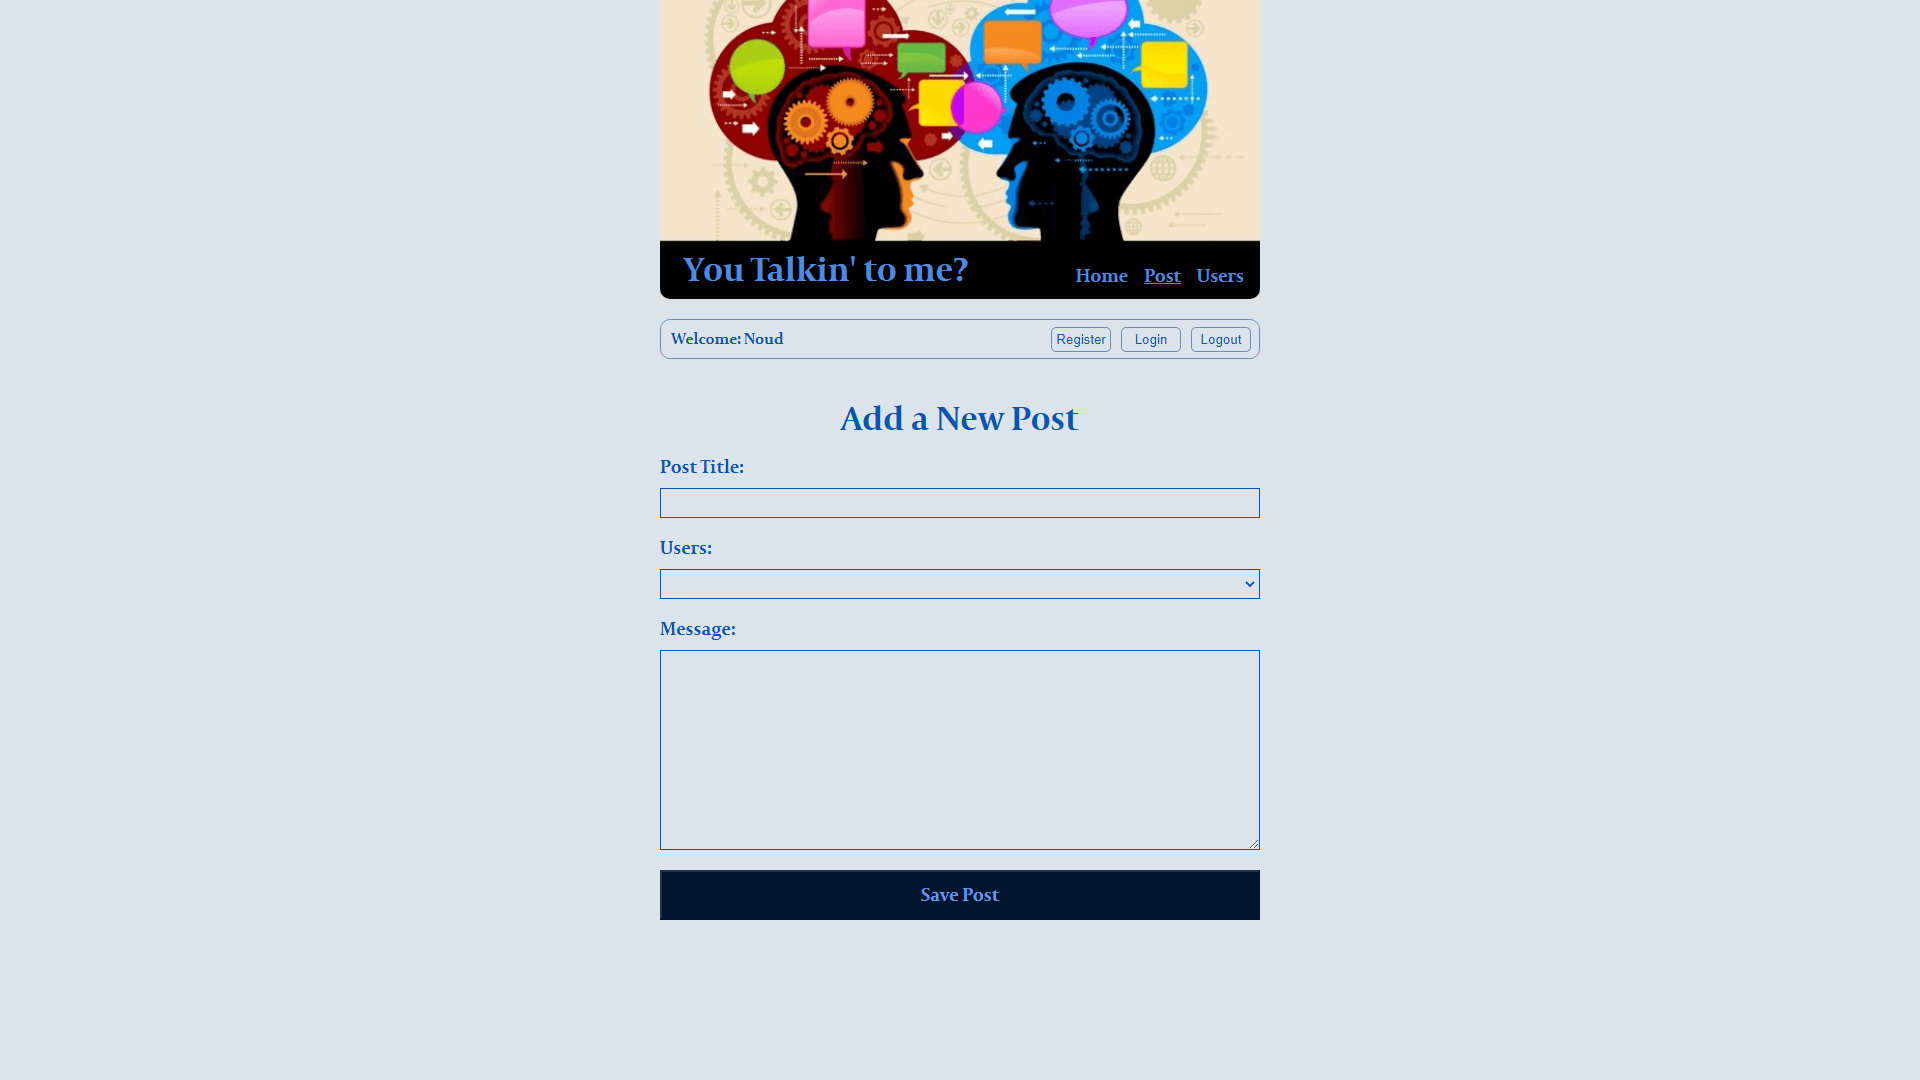 You Talkin' to me?
Home Post Users
Welcome: Noud
Register Login Logout
Add a New Post
Post Title:
Users:
Message:
Save Post